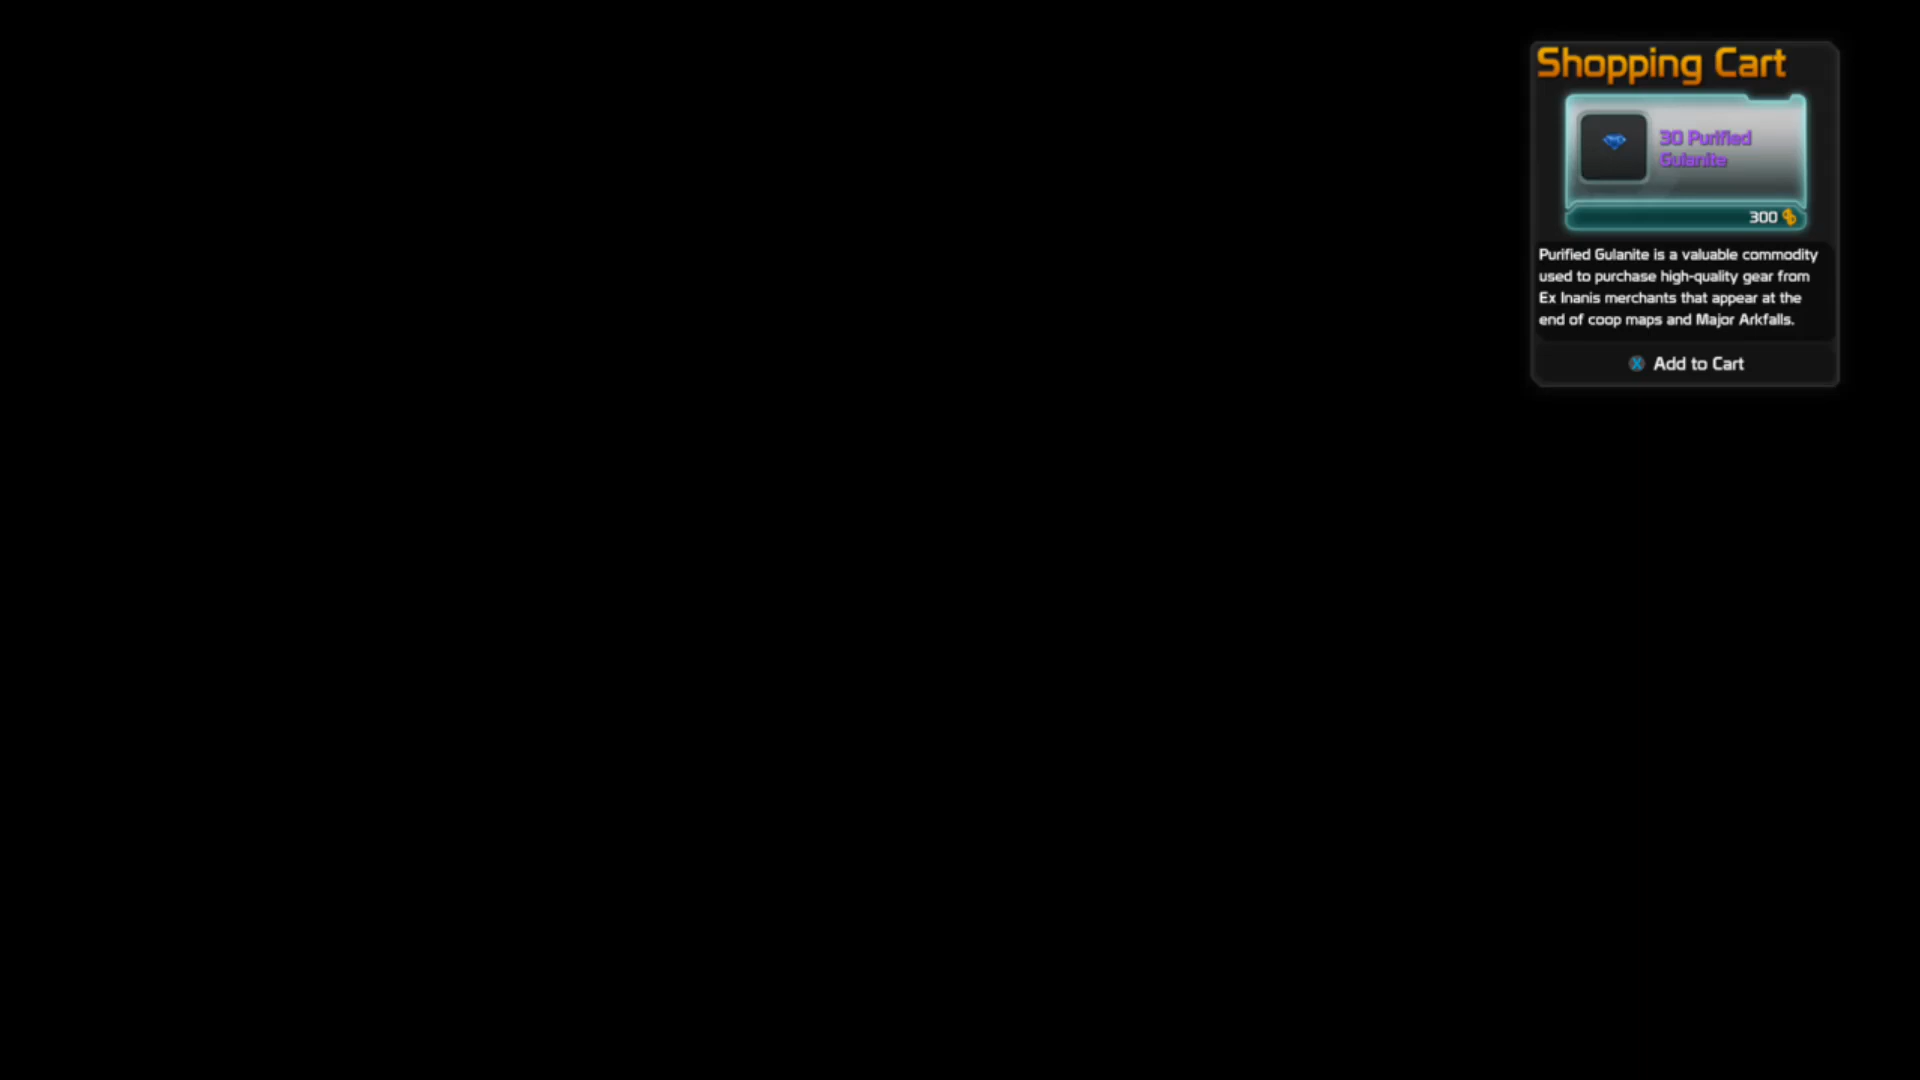 Shopping Cart
30 Purified
Gulanite
300
Purified Gulanite is a valuable commodity
used to purchase high-quality gear from
Ex Inanis merchants that appear at the
end of coop maps and Major Arkfalls.
X Add to Cart